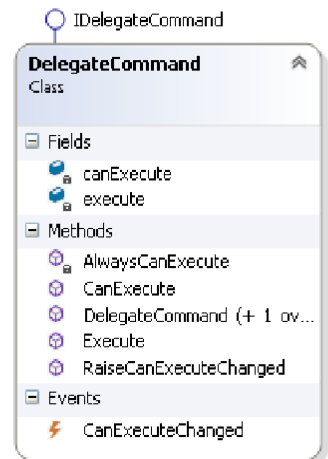 IDelegateCommand
DelegateCommand
Class
Fields
canExecute
execute
Methods
AlwaysCanExecute
CanExecute
DelegateCommand (+ 1 ov...
Execute
RaiseCanExecuteChanged
Events
CanExecuteChanged